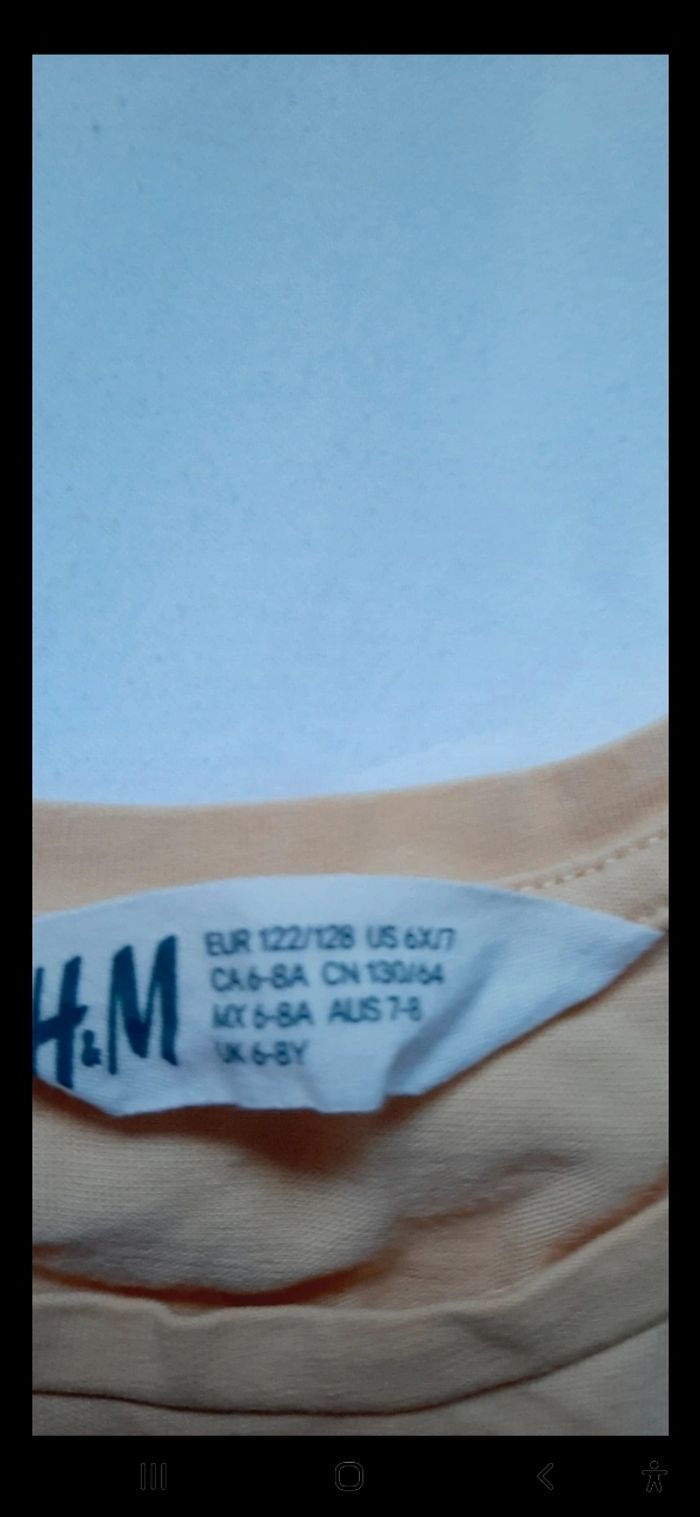 H&M
EUR 122/128 US 6X/7
CA 6-8A CN 130/64
MX 6-8A AUS 7-8
UK 6-8Y